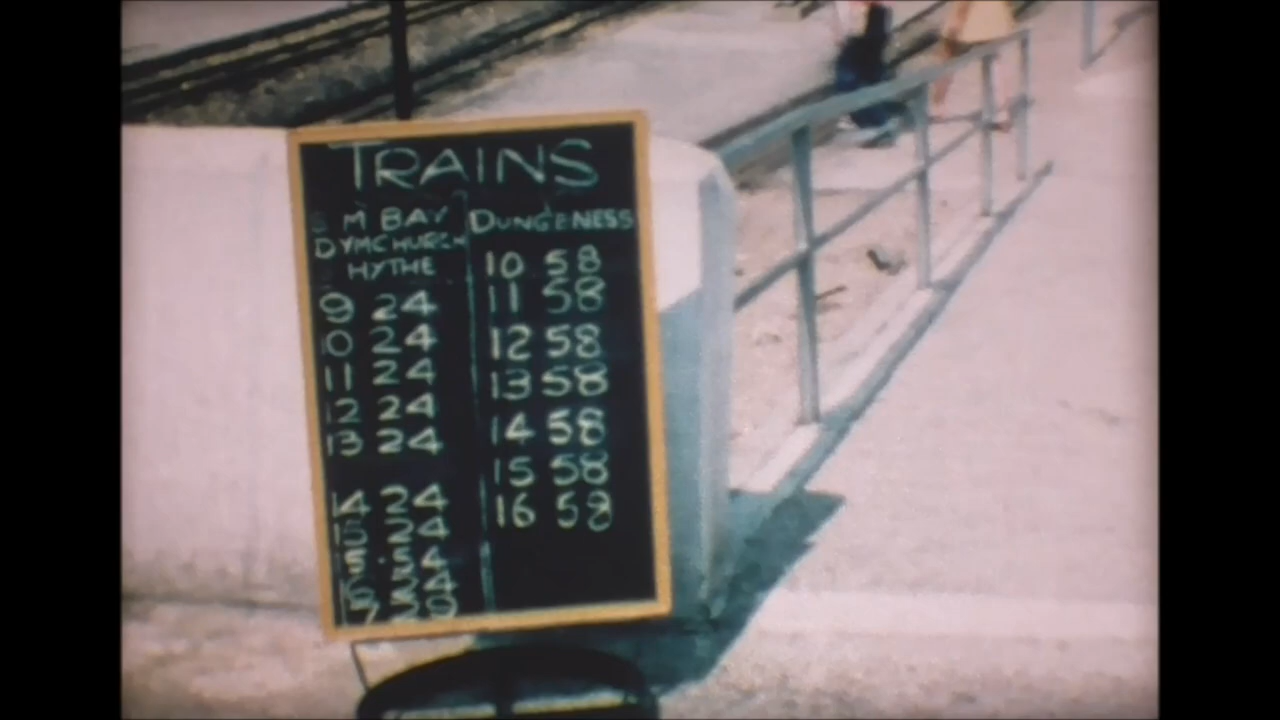 TRAINS
S M BAY
DYMCHURCH
HYTHE
9 24
10 24
11 24
12 24
13 24
14 24
15 24
DUNGENESS
10 58
11 58
12 58
13 58
14 58
15 58
16 58